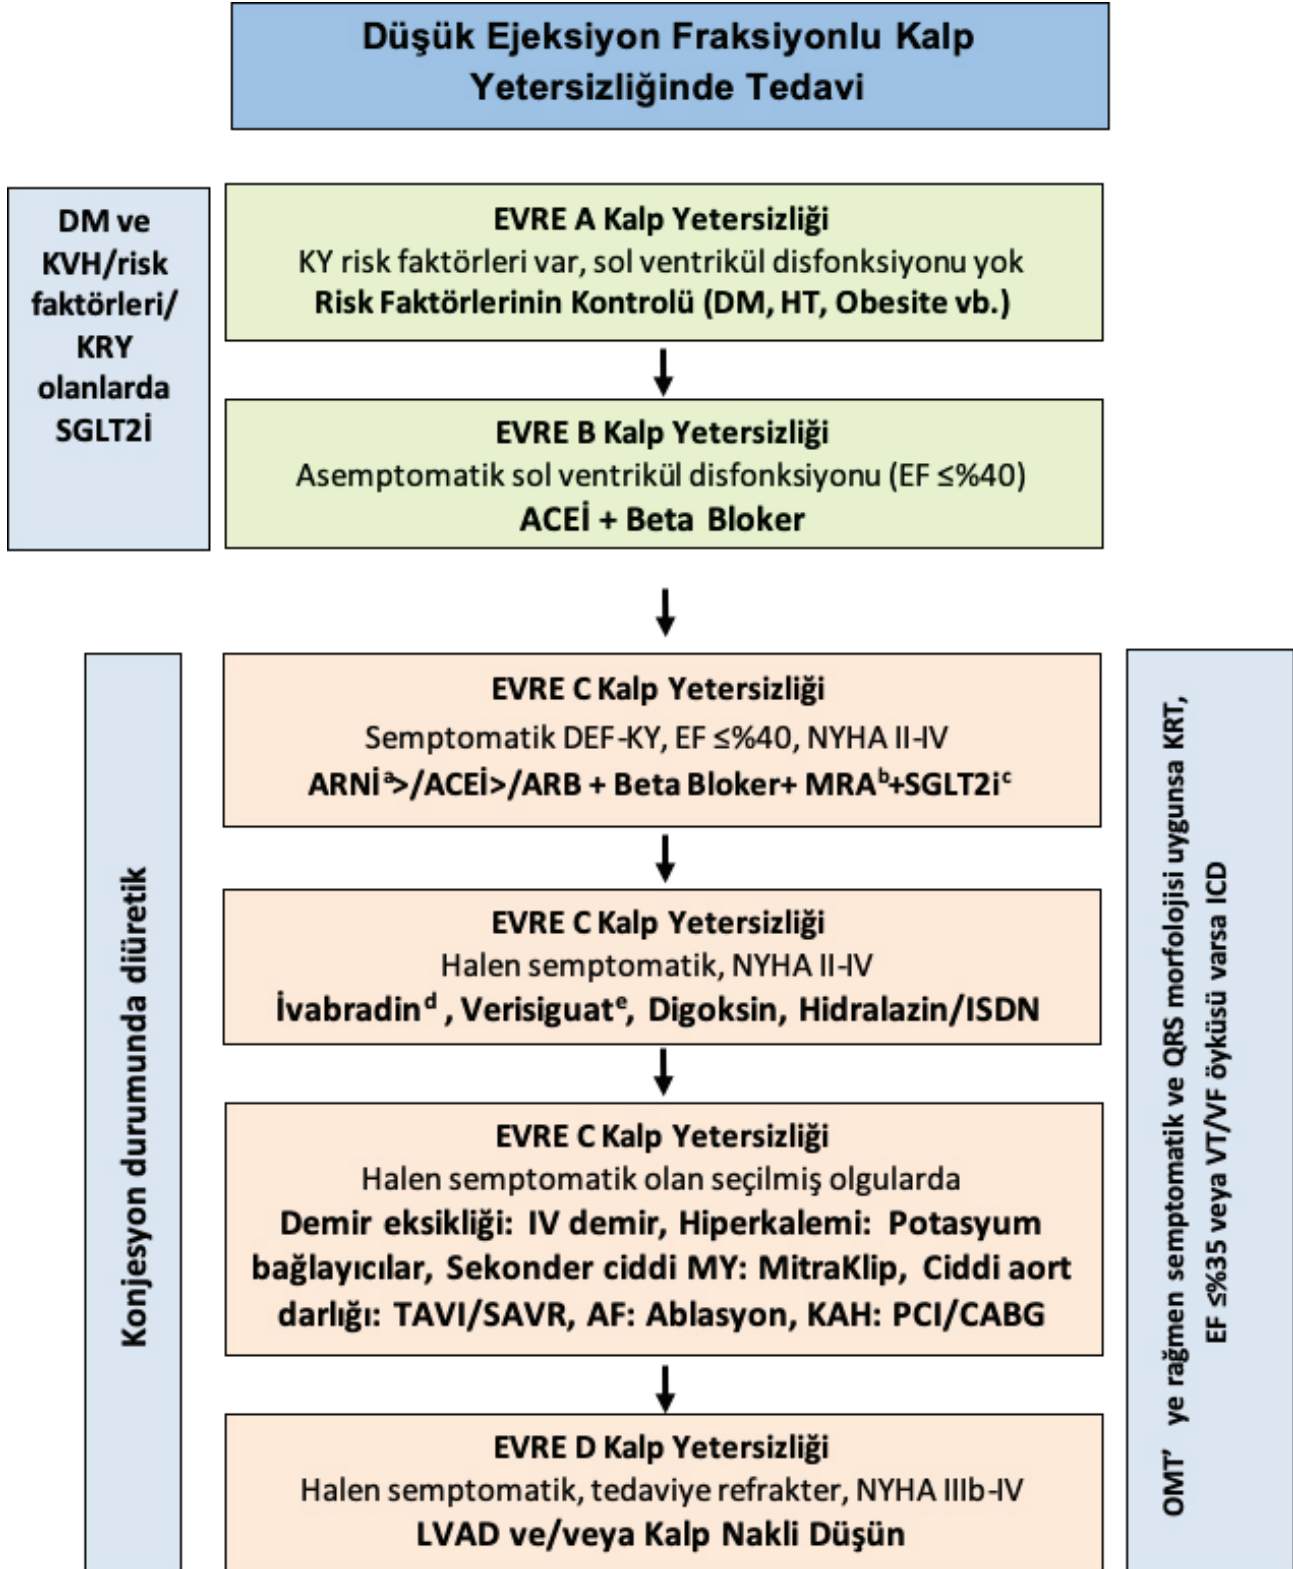 Düşük Ejeksiyon Fraksiyonlu Kalp
Yetersizliğinde Tedavi
DM ve
KVH/risk
faktörleri/
KRY
olanlarda
SGLT2İ
EVRE A Kalp Yetersizliği
KY risk faktörleri var, sol ventrikül disfonksiyonu yok
Risk Faktörlerinin Kontrolü (DM, HT, Obesite vb.)
EVRE B Kalp Yetersizliği
Asemptomatik sol ventrikül disfonksiyonu (EF ≤%40)
ACEİ + Beta Bloker
Konjesyon durumunda diüretik
EVRE C Kalp Yetersizliği
Semptomatik DEF-KY, EF ≤%40, NYHA II-IV
ARNİᵃ>/ACEİ>/ARB + Beta Bloker+ MRAᵇ+SGLT2iᶜ
EVRE C Kalp Yetersizliği
Halen semptomatik, NYHA II-IV
İvabradinᵈ , Verisiguatᵉ, Digoksin, Hidralazin/ISDN
EVRE C Kalp Yetersizliği
Halen semptomatik olan seçilmiş olgularda
Demir eksikliği: IV demir, Hiperkalemi: Potasyum
bağlayıcılar, Sekonder ciddi MY: MitraKlip, Ciddi aort
darlığı: TAVI/SAVR, AF: Ablasyon, KAH: PCI/CABG
EVRE D Kalp Yetersizliği
Halen semptomatik, tedaviye refrakter, NYHA IIIb-IV
LVAD ve/veya Kalp Nakli Düşün
OMT' ye rağmen semptomatik ve QRS morfolojisi uygunsa KRT,
EF ≤%35 veya VT/VF öyküsü varsa ICD